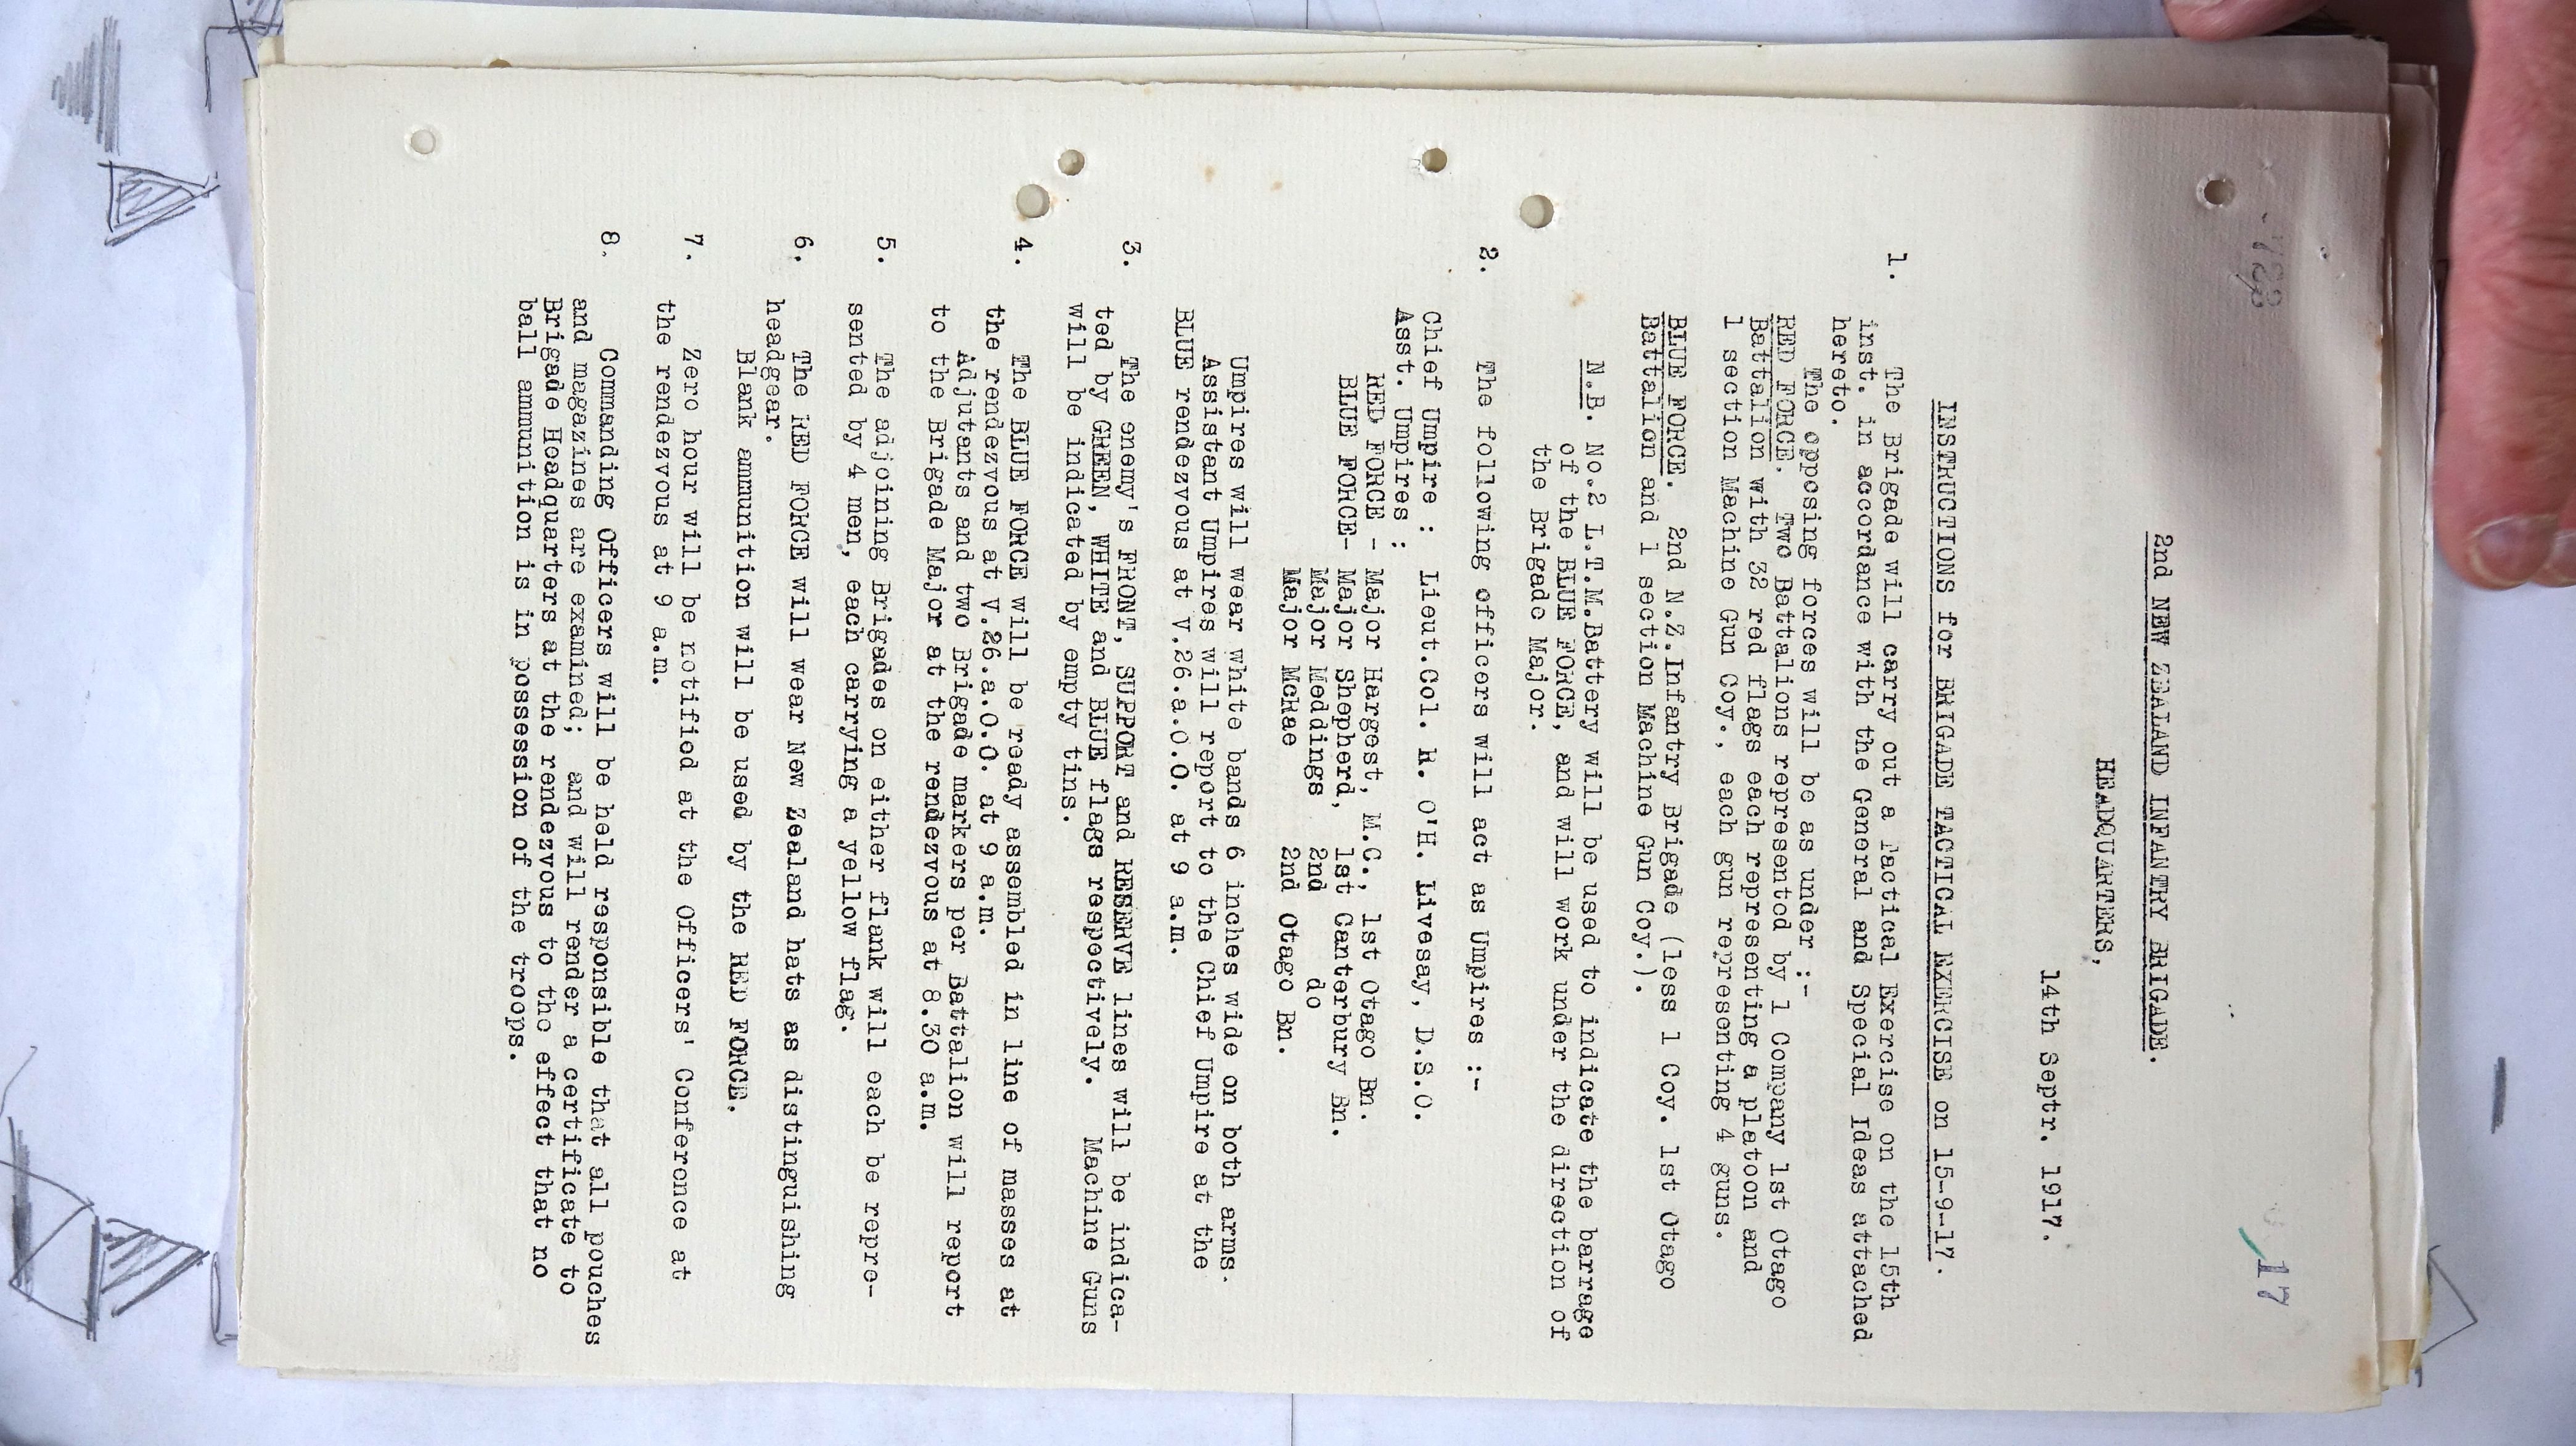 /17
2nd NEW ZEALAND INFANTRY BRIGADE.
HEADQUARTERS,
14th Septr. 1917.
INSTRUCTIONS for BRIGADE TACTICAL EXERCISE on 15-9-17.
1. The Brigade will carry out a Tactical Exercise on the 15th
inst. in accordance with the General and Special Ideas attached
hereto.
The opposing forces will be as under :-
RED FORCE. Two Battalions represented by 1 Company 1st Otago
Battalion with 32 red flags each representing a platoon and
1 section Machine Gun Coy., each gun representing 4 guns.
BLUE FORCE. 2nd N.Z.Infantry Brigade (less 1 Coy. 1st Otago
Battalion and 1 section Machine Gun Coy.).
N.B. No.2 L.T.M.Battery will be used to indicate the barrage
of the BLUE FORCE, and will work under the direction of
the Brigade Major.
2. The following officers will act as Umpires :-
Chief Umpire : Lieut.Col. R. O'H. Livesay, D.S.O.
Asst. Umpires :
RED FORCE - Major Hargest, M.C., 1st Otago Bn.
BLUE FORCE- Major Shepherd, 1st Canterbury Bn.
Major Meddings 2nd do
Major McRae 2nd Otago Bn.
Umpires will wear white bands 6 inches wide on both arms.
Assistant Umpires will report to the Chief Umpire at the
BLUE rendezvous at V.26.a.0.0. at 9 a.m.
3. The enemy's FRONT, SUPPORT and RESERVE lines will be indica-
ted by GREEN, WHITE and BLUE flags respectively. Machine Guns
will be indicated by empty tins.
4. The BLUE FORCE will be ready assembled in line of masses at
the rendezvous at V.26.a.0.0. at 9 a.m.
Adjutants and two Brigade markers per Battalion will report
to the Brigade Major at the rendezvous at 8.30 a.m.
5. The adjoining Brigades on either flank will each be repre-
sented by 4 men, each carrying a yellow flag.
6. The RED FORCE will wear New Zealand hats as distinguishing
headgear.
Blank ammunition will be used by the RED FORCE.
7. Zero hour will be notified at the Officers' Conference at
the rendezvous at 9 a.m.
8. Commanding Officers will be held responsible that all pouches
and magazines are examined; and will render a certificate to
Brigade Headquarters at the rendezvous to the effect that no
ball ammunition is in possession of the troops.